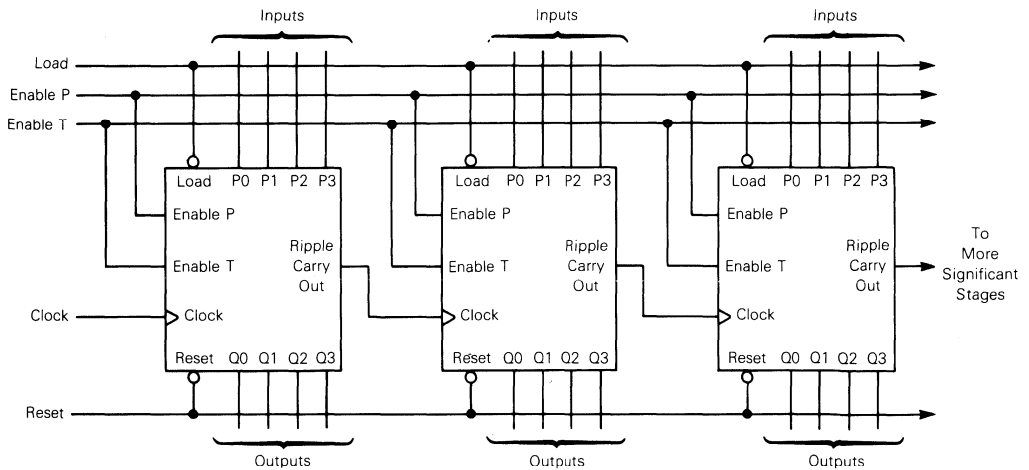 Inputs Inputs Inputs
Load
Enable P
Enable T
Load P0 P1 P2 P3
Enable P
Enable T
Ripple
Carry
Out
Clock
Reset Q0 Q1 Q2 Q3
Load P0 P1 P2 P3
Enable P
Enable T
Ripple
Carry
Out
Clock
Reset Q0 Q1 Q2 Q3
Load P0 P1 P2 P3
Enable P
Enable T
Ripple
Carry
Out
Clock
Reset Q0 Q1 Q2 Q3
To
More
Significant
Stages
Clock
Reset
Outputs Outputs Outputs